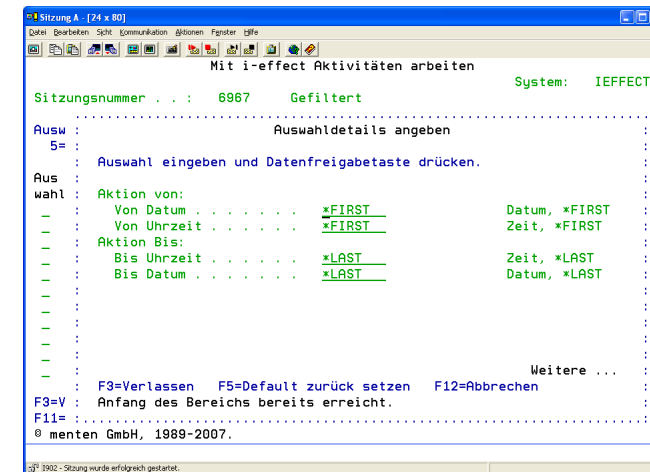 Sitzung A - [24 x 80]
Datei Bearbeiten Sicht Kommunikation Aktionen Fenster Hilfe
Mit i-effect Aktivitäten arbeiten
System: IEFFECT
Sitzungsnummer . . : 6967 Gefiltert
Ausw : Auswahldetails angeben :
5= :
: Auswahl eingeben und Datenfreigabetaste drücken. :
Aus :
wahl : Aktion von: :
_ : Von Datum . . . . . . . *FIRST Datum, *FIRST :
_ : Von Uhrzeit . . . . . . *FIRST Zeit, *FIRST :
_ : Aktion Bis: :
_ : Bis Uhrzeit . . . . . . *LAST Zeit, *LAST :
_ : Bis Datum . . . . . . . *LAST Datum, *LAST :
_ : Weitere ... :
: F3=Verlassen F5=Default zurück setzen F12=Abbrechen :
F3=V : Anfang des Bereichs bereits erreicht. :
F11= :
© menten GmbH, 1989-2007.
I902 - Sitzung wurde erfolgreich gestartet.